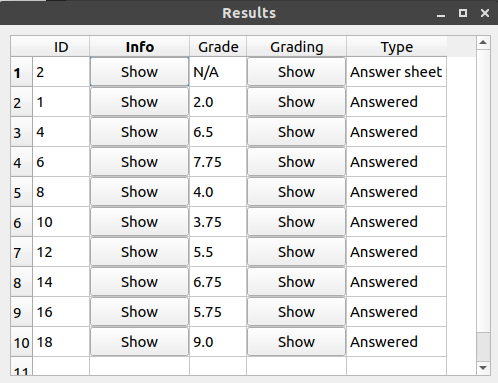 Results
ID Info Grade Grading Type
1 2 Show N/A Show Answer sheet
2 1 Show 2.0 Show Answered
3 4 Show 6.5 Show Answered
4 6 Show 7.75 Show Answered
5 8 Show 4.0 Show Answered
6 10 Show 3.75 Show Answered
7 12 Show 5.5 Show Answered
8 14 Show 6.75 Show Answered
9 16 Show 5.75 Show Answered
10 18 Show 9.0 Show Answered
11